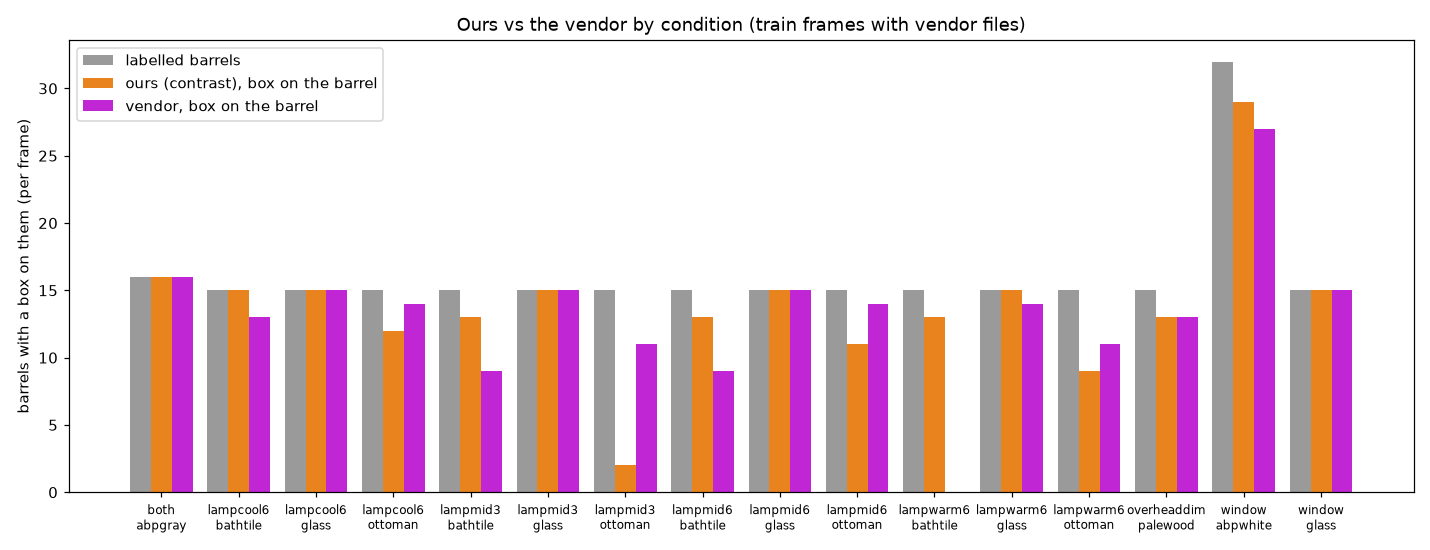 Ours vs the vendor by condition (train frames with vendor files)
labelled barrels
ours (contrast), box on the barrel
vendor, box on the barrel
barrels with a box on them (per frame)
30
25
20
15
10
5
0
both
abpgray
lampcool6
bathtile
lampcool6
glass
lampcool6
ottoman
lampmid3
bathtile
lampmid3
glass
lampmid3
ottoman
lampmid6
bathtile
lampmid6
glass
lampmid6
ottoman
lampwarm6
bathtile
lampwarm6
glass
lampwarm6
ottoman
overheaddim
palewood
window
abpwhite
window
glass